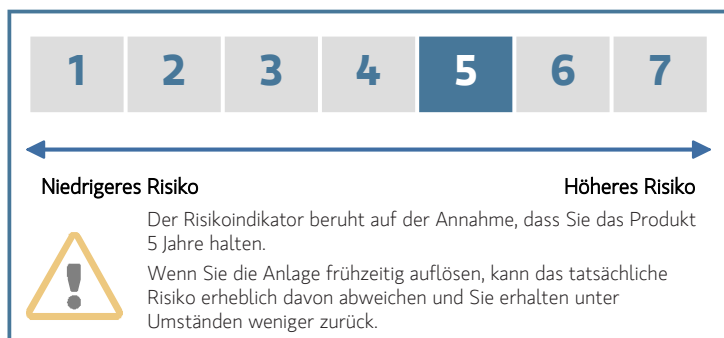 1 2 3 4 5 6 7
Niedrigeres Risiko Höheres Risiko
Der Risikoindikator beruht auf der Annahme, dass Sie das Produkt
5 Jahre halten.
Wenn Sie die Anlage frühzeitig auflösen, kann das tatsächliche
Risiko erheblich davon abweichen und Sie erhalten unter
Umständen weniger zurück.